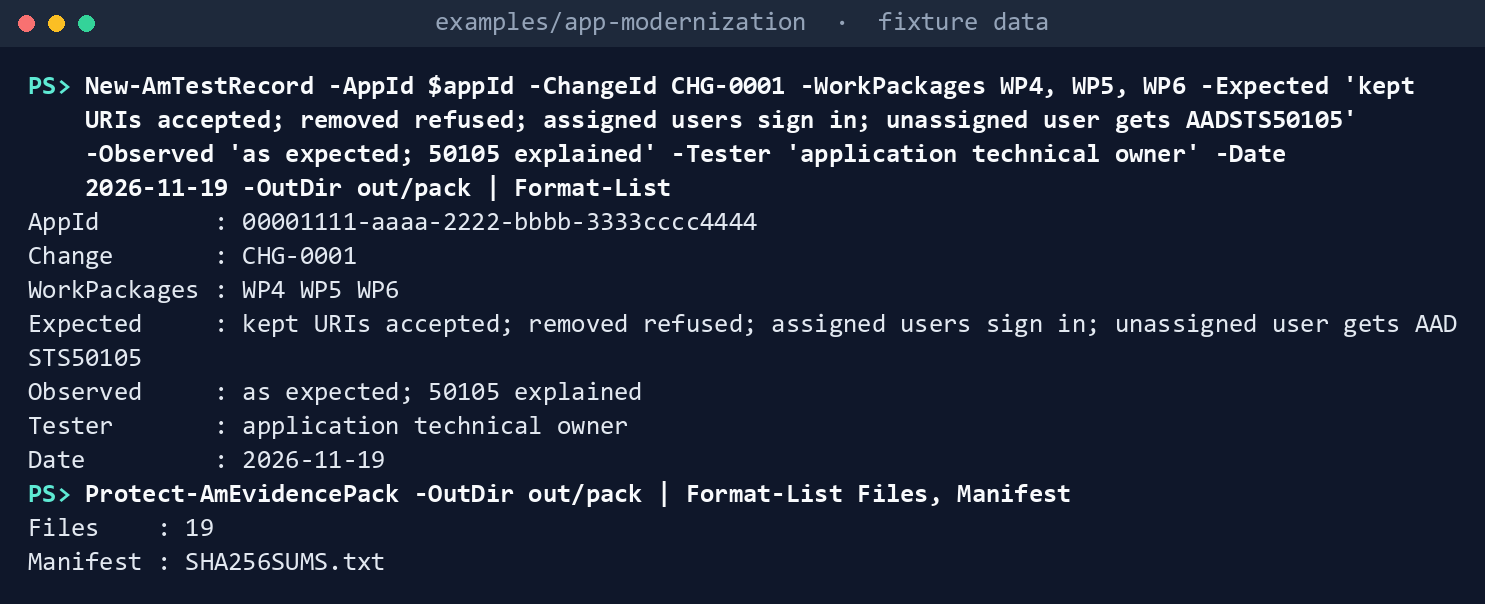 examples/app-modernization · fixture data
PS> New-AmTestRecord -AppId $appId -ChangeId CHG-0001 -WorkPackages WP4, WP5, WP6 -Expected 'kept
URIs accepted; removed refused; assigned users sign in; unassigned user gets AADSTS50105'
-Observed 'as expected; 50105 explained' -Tester 'application technical owner' -Date
2026-11-19 -OutDir out/pack | Format-List
AppId        : 00001111-aaaa-2222-bbbb-3333cccc4444
Change       : CHG-0001
WorkPackages : WP4 WP5 WP6
Expected     : kept URIs accepted; removed refused; assigned users sign in; unassigned user gets AAD
STS50105
Observed     : as expected; 50105 explained
Tester       : application technical owner
Date         : 2026-11-19
PS> Protect-AmEvidencePack -OutDir out/pack | Format-List Files, Manifest
Files    : 19
Manifest : SHA256SUMS.txt